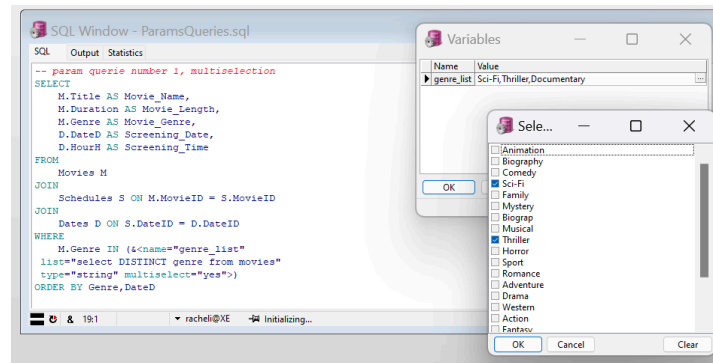 SQL Window - ParamsQueries.sql
SQL Output Statistics
-- param querie number 1, multiselection
SELECT
M.Title AS Movie_Name,
M.Duration AS Movie_Length,
M.Genre AS Movie_Genre,
D.DateD AS Screening_Date,
D.HourH AS Screening_Time
FROM
Movies M
JOIN
Schedules S ON M.MovieID = S.MovieID
JOIN
Dates D ON S.DateID = D.DateID
WHERE
M.Genre IN (&<name="genre_list"
list="select DISTINCT genre from movies"
type="string" multiselect="yes">)
ORDER BY Genre,DateD
& 19:1 racheli@XE Initializing...
Variables
Name Value
genre_list Sci-Fi,Thriller,Documentary ...
OK
Sele...
Animation
Biography
Comedy
Sci-Fi
Family
Mystery
Biograp
Musical
Thriller
Horror
Sport
Romance
Adventure
Drama
Western
Action
Fantasy
OK Cancel Clear